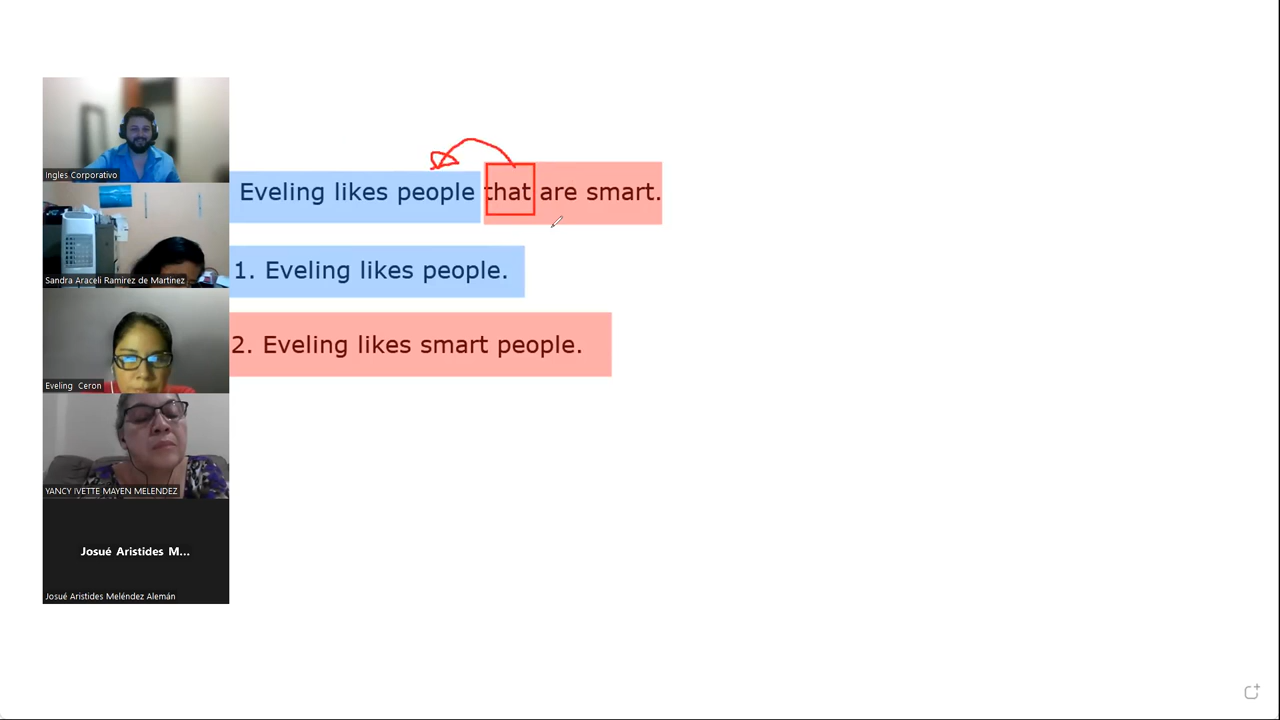 Ingles Corporativo
Eveling likes people that are smart.
Sandra Araceli Ramirez de Martinez
1. Eveling likes people.
2. Eveling likes smart people.
Eveling Ceron
YANCY IVETTE MAYEN MELENDEZ
Josué Aristides M...
Josué Aristides Meléndez Alemán